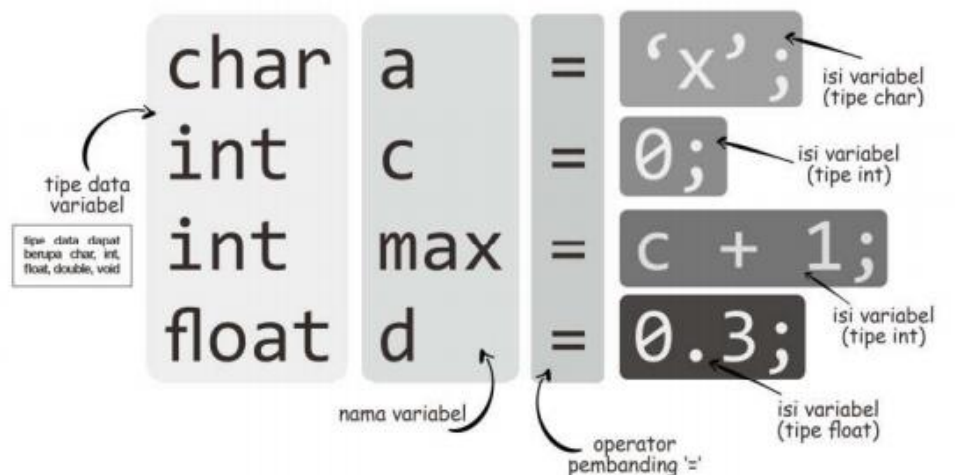 char a = ‘x’;
isi variabel
(tipe char)
int c = 0;
isi variabel
(tipe int)
tipe data
variabel
tipe data dapat
berupa char, int,
float, double, void
int max = c + 1;
isi variabel
(tipe int)
float d = 0.3;
isi variabel
(tipe float)
nama variabel
operator
pembanding '='